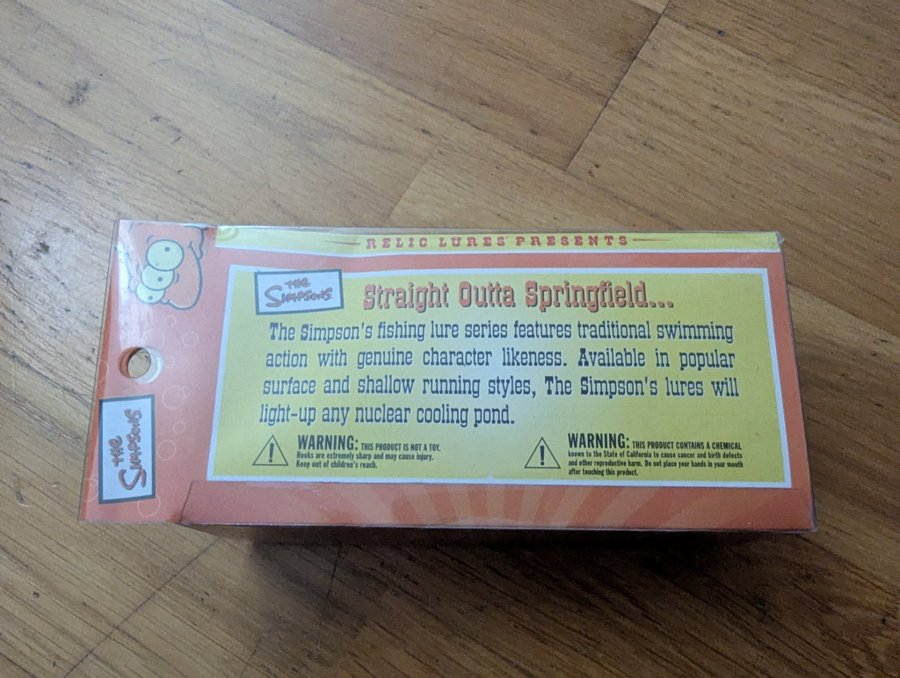 RELIC LURES PRESENTS
THE
SIMPSONS
Straight Outta Springfield...
The Simpson's fishing lure series features traditional swimming
action with genuine character likeness. Available in popular
surface and shallow running styles, The Simpson's lures will
light-up any nuclear cooling pond.
WARNING: THIS PRODUCT IS NOT A TOY.
Hooks are extremely sharp and may cause injury.
Keep out of children's reach.
WARNING: THIS PRODUCT CONTAINS A CHEMICAL
known to the State of California to cause cancer and birth defects
and other reproductive harm. Do not place your hands in your mouth
after touching this product.
THE
SIMPSONS